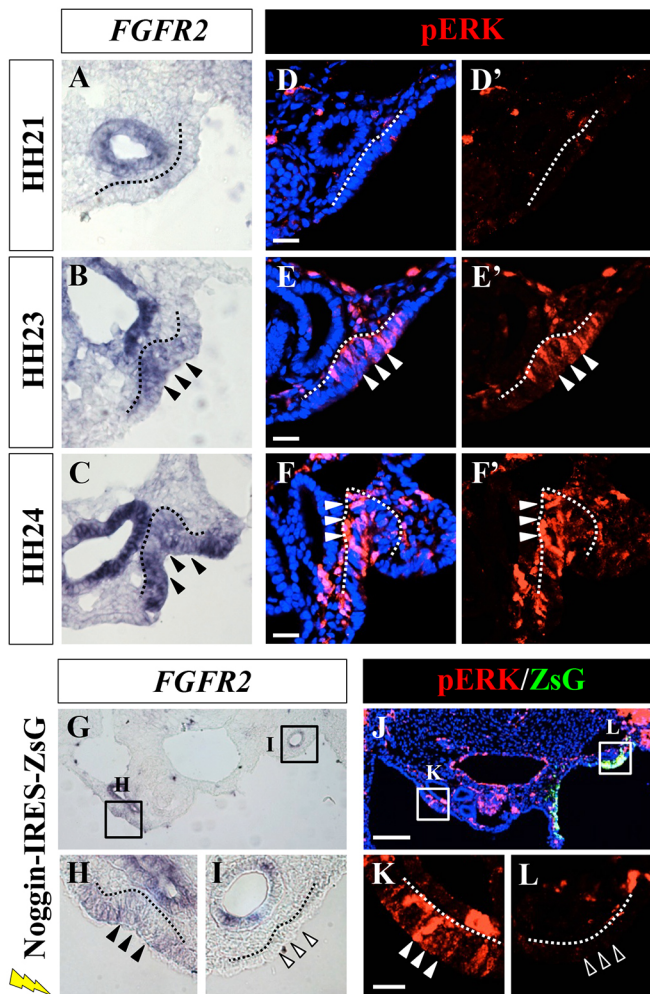 FGFR2
pERK
HH21
A
D
D’
HH23
B
E
E’
HH24
C
F
F’
FGFR2
pERK/ZsG
Noggin-IRES-ZsG
G
H
I
J
K
L
H
I
K
L